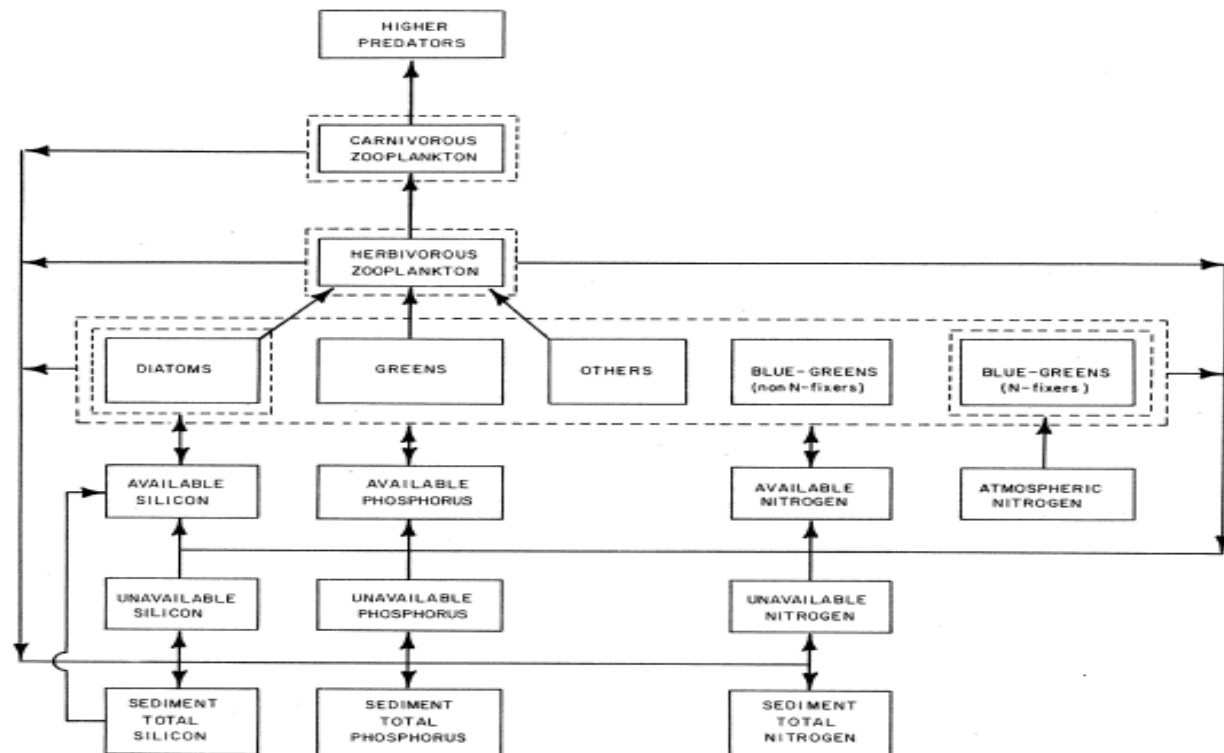 HIGHER
PREDATORS
CARNIVOROUS
ZOOPLANKTON
HERBIVOROUS
ZOOPLANKTON
DIATOMS
GREENS
OTHERS
BLUE-GREENS
(non N-fixers)
BLUE-GREENS
(N-fixers)
AVAILABLE
SILICON
AVAILABLE
PHOSPHORUS
AVAILABLE
NITROGEN
ATMOSPHERIC
NITROGEN
UNAVAILABLE
SILICON
UNAVAILABLE
PHOSPHORUS
UNAVAILABLE
NITROGEN
SEDIMENT
TOTAL
SILICON
SEDIMENT
TOTAL
PHOSPHORUS
SEDIMENT
TOTAL
NITROGEN